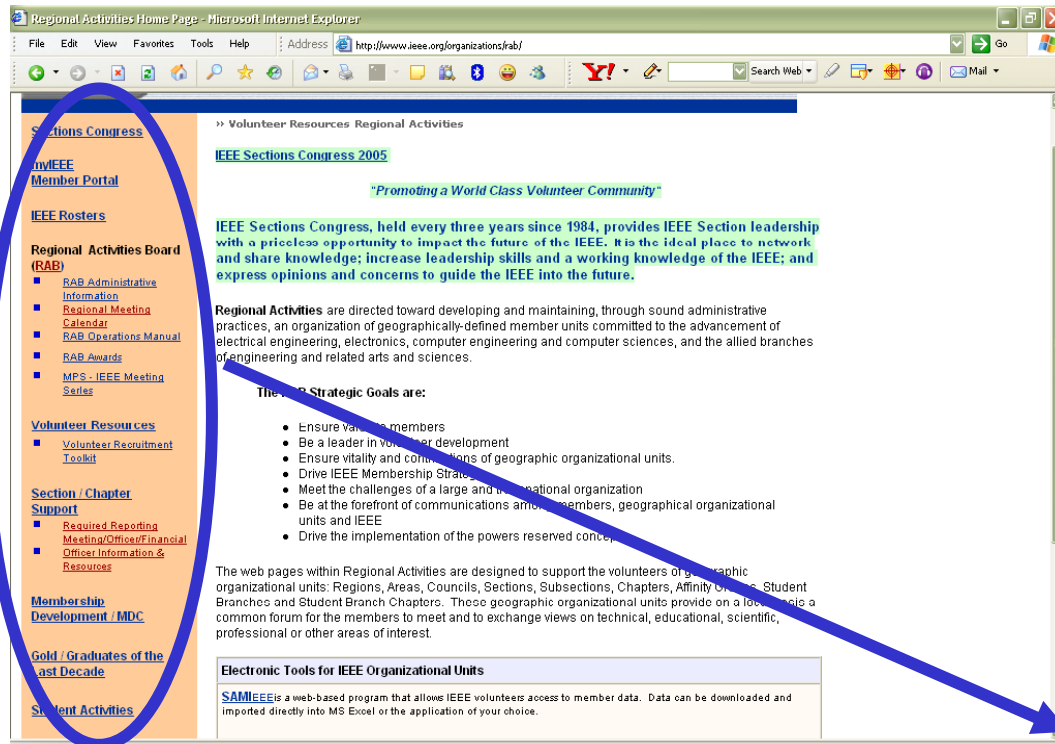 Regional Activities Home Page - Microsoft Internet Explorer
File Edit View Favorites Tools Help Address http://www.ieee.org/organizations/rab/ Go
Y! Search Web Mail
Sections Congress
myIEEE
Member Portal
IEEE Rosters
Regional Activities Board
(RAB)
RAB Administrative
Information
Regional Meeting
Calendar
RAB Operations Manual
RAB Awards
MPS - IEEE Meeting
Series
Volunteer Resources
Volunteer Recruitment
Toolkit
Section / Chapter
Support
Required Reporting
Meeting/Officer/Financial
Officer Information &
Resources
Membership
Development / MDC
Gold / Graduates of the
Last Decade
Student Activities
›› Volunteer Resources Regional Activities
IEEE Sections Congress 2005
"Promoting a World Class Volunteer Community"
IEEE Sections Congress, held every three years since 1984, provides IEEE Section leadership
with a priceless opportunity to impact the future of the IEEE. It is the ideal place to network
and share knowledge; increase leadership skills and a working knowledge of the IEEE; and
express opinions and concerns to guide the IEEE into the future.
Regional Activities are directed toward developing and maintaining, through sound administrative
practices, an organization of geographically-defined member units committed to the advancement of
electrical engineering, electronics, computer engineering and computer sciences, and the allied branches
of engineering and related arts and sciences.
The RAB Strategic Goals are:
Ensure value to members
Be a leader in volunteer development
Ensure vitality and contributions of geographic organizational units.
Drive IEEE Membership
Meet the challenges of a large and transnational organization
Be at the forefront of communications among members, geographical organizational
units and IEEE
Drive the implementation of the powers reserved
The web pages within Regional Activities are designed to support the volunteers of geographic
organizational units: Regions, Areas, Councils, Sections, Subsections, Chapters, Affinity Groups, Student
Branches and Student Branch Chapters. These geographic organizational units provide on a local basis a
common forum for the members to meet and to exchange views on technical, educational, scientific,
professional or other areas of interest.
Electronic Tools for IEEE Organizational Units
SAMIEEE is a web-based program that allows IEEE volunteers access to member data. Data can be downloaded and
imported directly into MS Excel or the application of your choice.